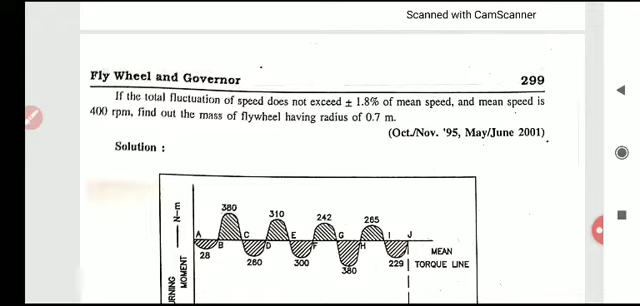 Scanned with CamScanner
Fly Wheel and Governor 299
If the total fluctuation of speed does not exceed ± 1.8% of mean speed, and mean speed is
400 rpm, find out the mass of flywheel having radius of 0.7 m.
(Oct./Nov. '95, May/June 2001)
Solution :
TURNING MOMENT — N–m
380 310 242 265
A B C D E F G H I J
28 260 300 380 229
MEAN
TORQUE LINE